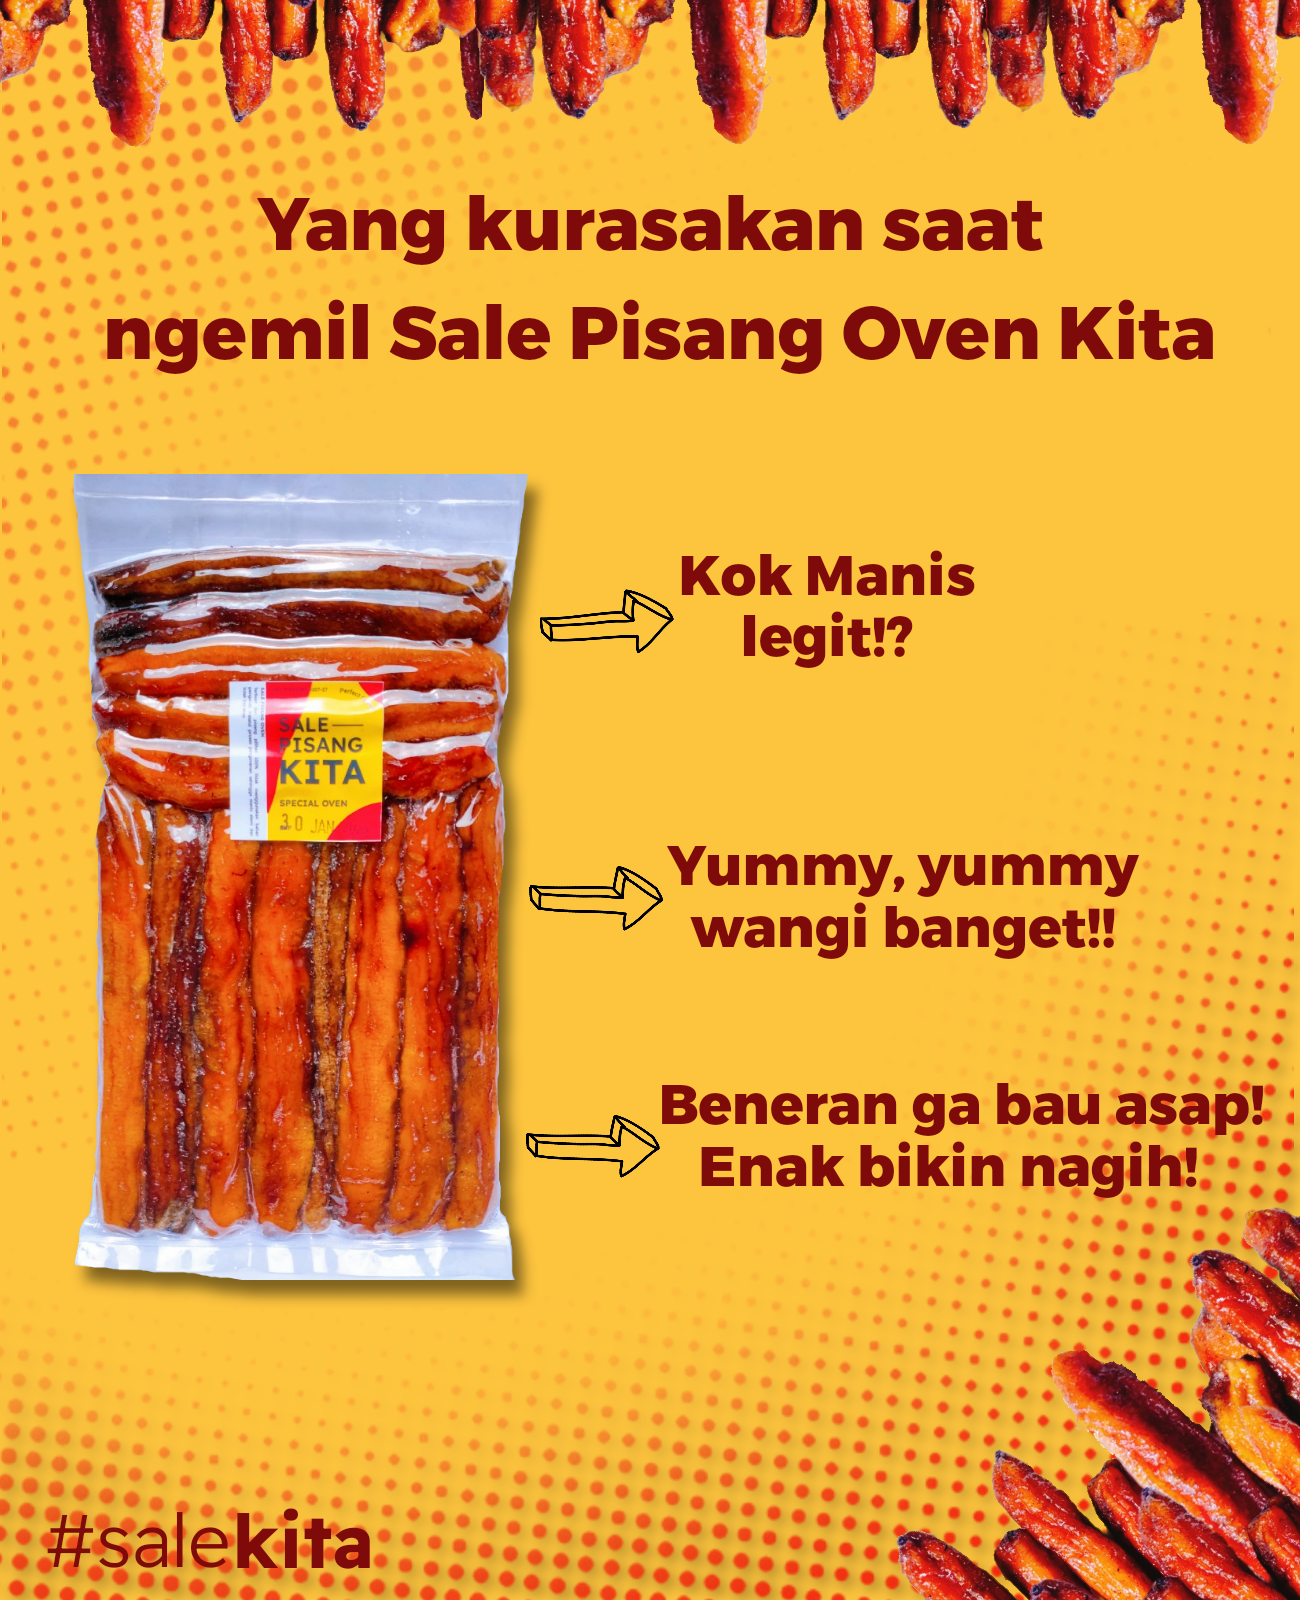 Yang kurasakan saat
ngemil Sale Pisang Oven Kita
Kok Manis
legit!?
SALE
PISANG
KITA
SPECIAL OVEN
30 JAN
Yummy, yummy
wangi banget!!
Beneran ga bau asap!
Enak bikin nagih!
#salekita